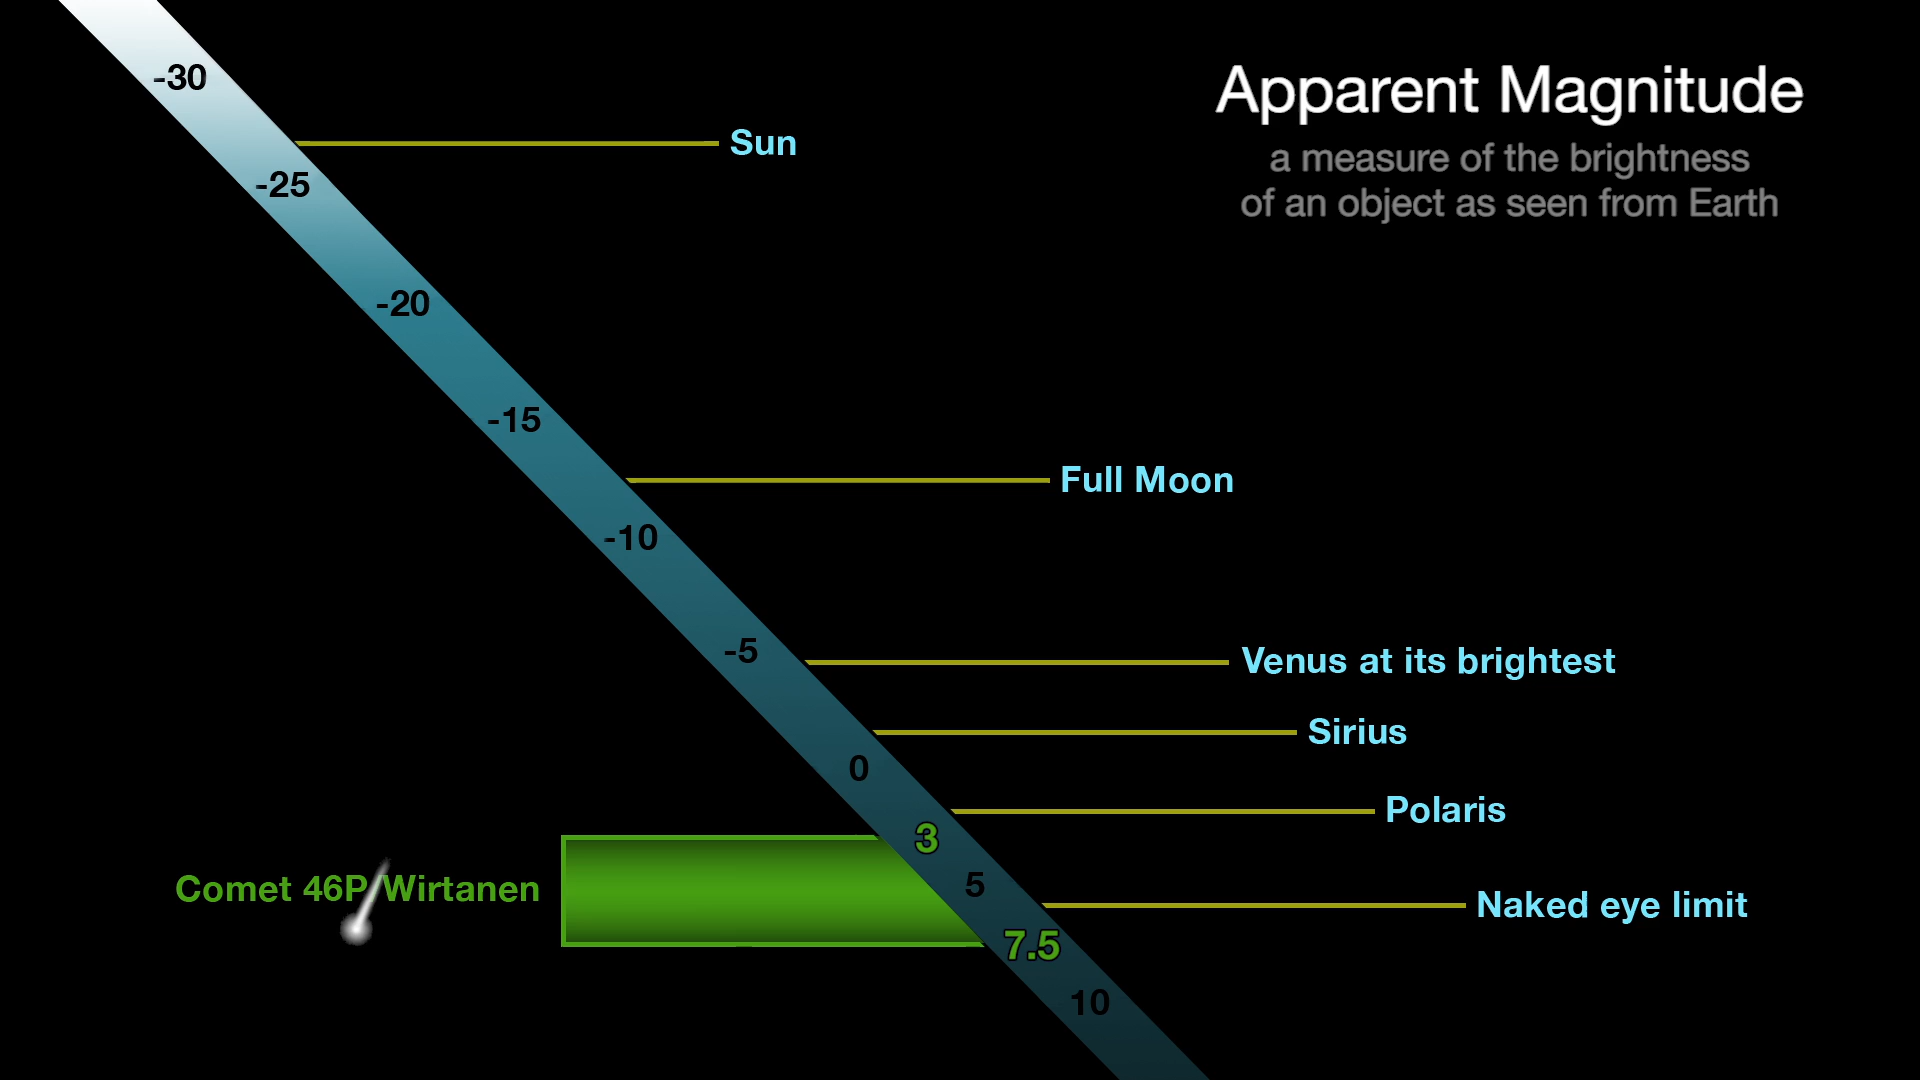 Apparent Magnitude
a measure of the brightness
of an object as seen from Earth
-30
Sun
-25
-20
-15
Full Moon
-10
-5
Venus at its brightest
Sirius
0
Polaris
3
Comet 46P/Wirtanen
5
Naked eye limit
7.5
10